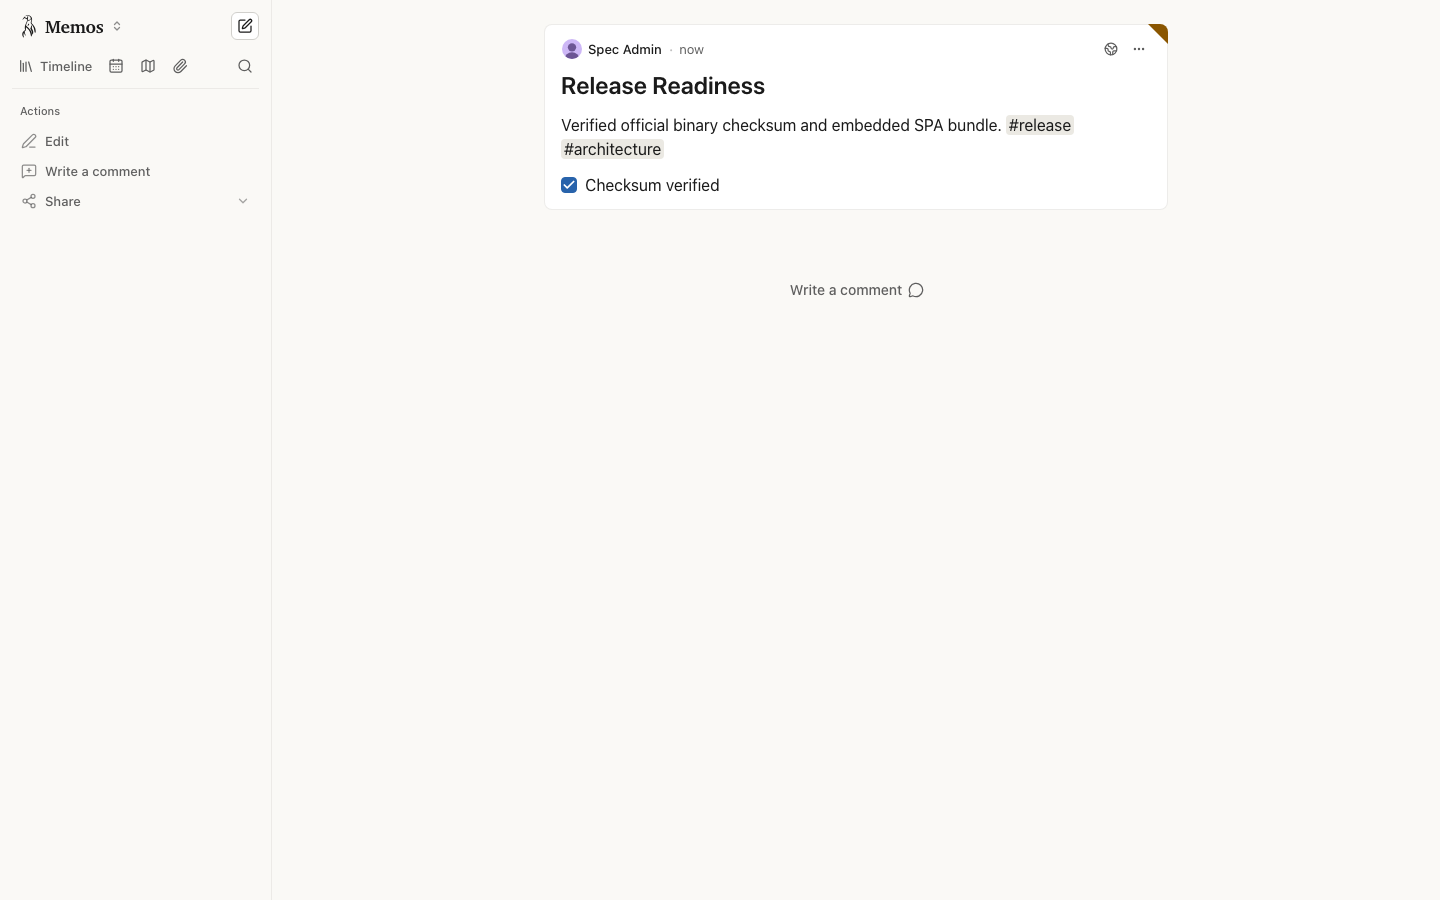 Memos
Timeline
Actions
Edit
Write a comment
Share
Spec Admin · now
Release Readiness
Verified official binary checksum and embedded SPA bundle. #release
#architecture
Checksum verified
Write a comment